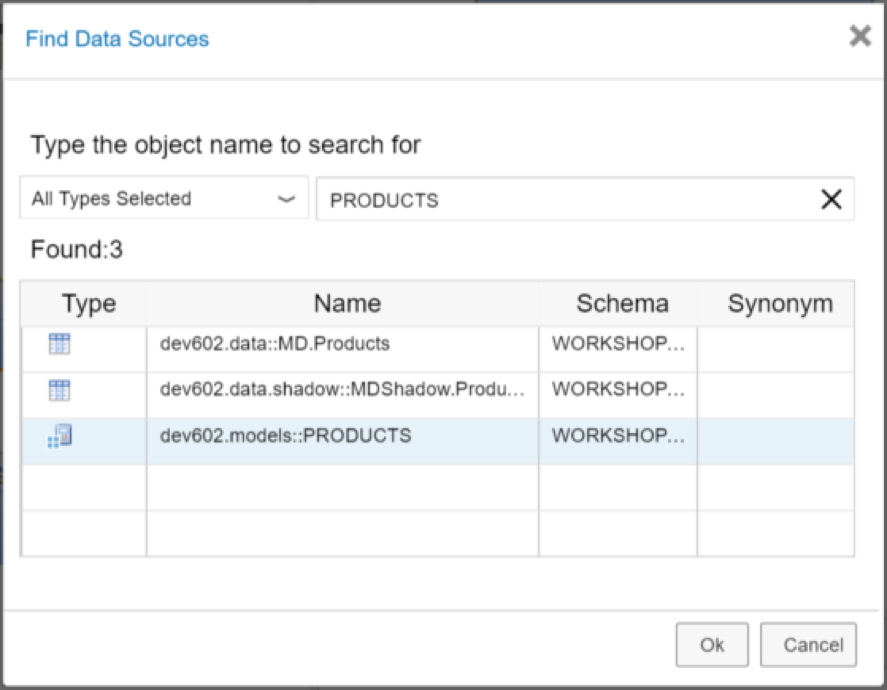 Find Data Sources
Type the object name to search for
All Types Selected PRODUCTS
Found:3
Type Name Schema Synonym
dev602.data::MD.Products WORKSHOP...
dev602.data.shadow::MDShadow.Produ... WORKSHOP...
dev602.models::PRODUCTS WORKSHOP...
Ok Cancel